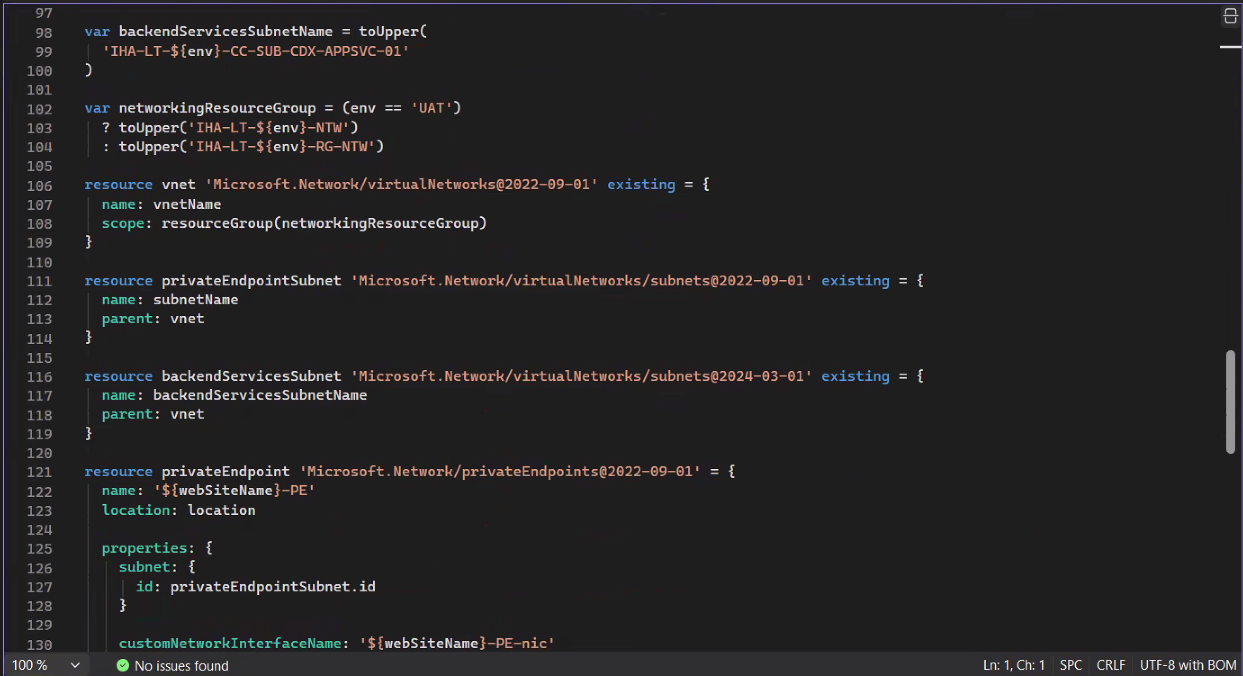 97
98 var backendServicesSubnetName = toUpper(
99 'IHA-LT-${env}-CC-SUB-CDX-APPSVC-01'
100 )
101
102 var networkingResourceGroup = (env == 'UAT')
103 ? toUpper('IHA-LT-${env}-NTW')
104 : toUpper('IHA-LT-${env}-RG-NTW')
105
106 resource vnet 'Microsoft.Network/virtualNetworks@2022-09-01' existing = {
107 name: vnetName
108 scope: resourceGroup(networkingResourceGroup)
109 }
110
111 resource privateEndpointSubnet 'Microsoft.Network/virtualNetworks/subnets@2022-09-01' existing = {
112 name: subnetName
113 parent: vnet
114 }
115
116 resource backendServicesSubnet 'Microsoft.Network/virtualNetworks/subnets@2024-03-01' existing = {
117 name: backendServicesSubnetName
118 parent: vnet
119 }
120
121 resource privateEndpoint 'Microsoft.Network/privateEndpoints@2022-09-01' = {
122 name: '${webSiteName}-PE'
123 location: location
124
125 properties: {
126 subnet: {
127 id: privateEndpointSubnet.id
128 }
129
130 customNetworkInterfaceName: '${webSiteName}-PE-nic'
100 % No issues found Ln: 1, Ch: 1 SPC CRLF UTF-8 with BOM